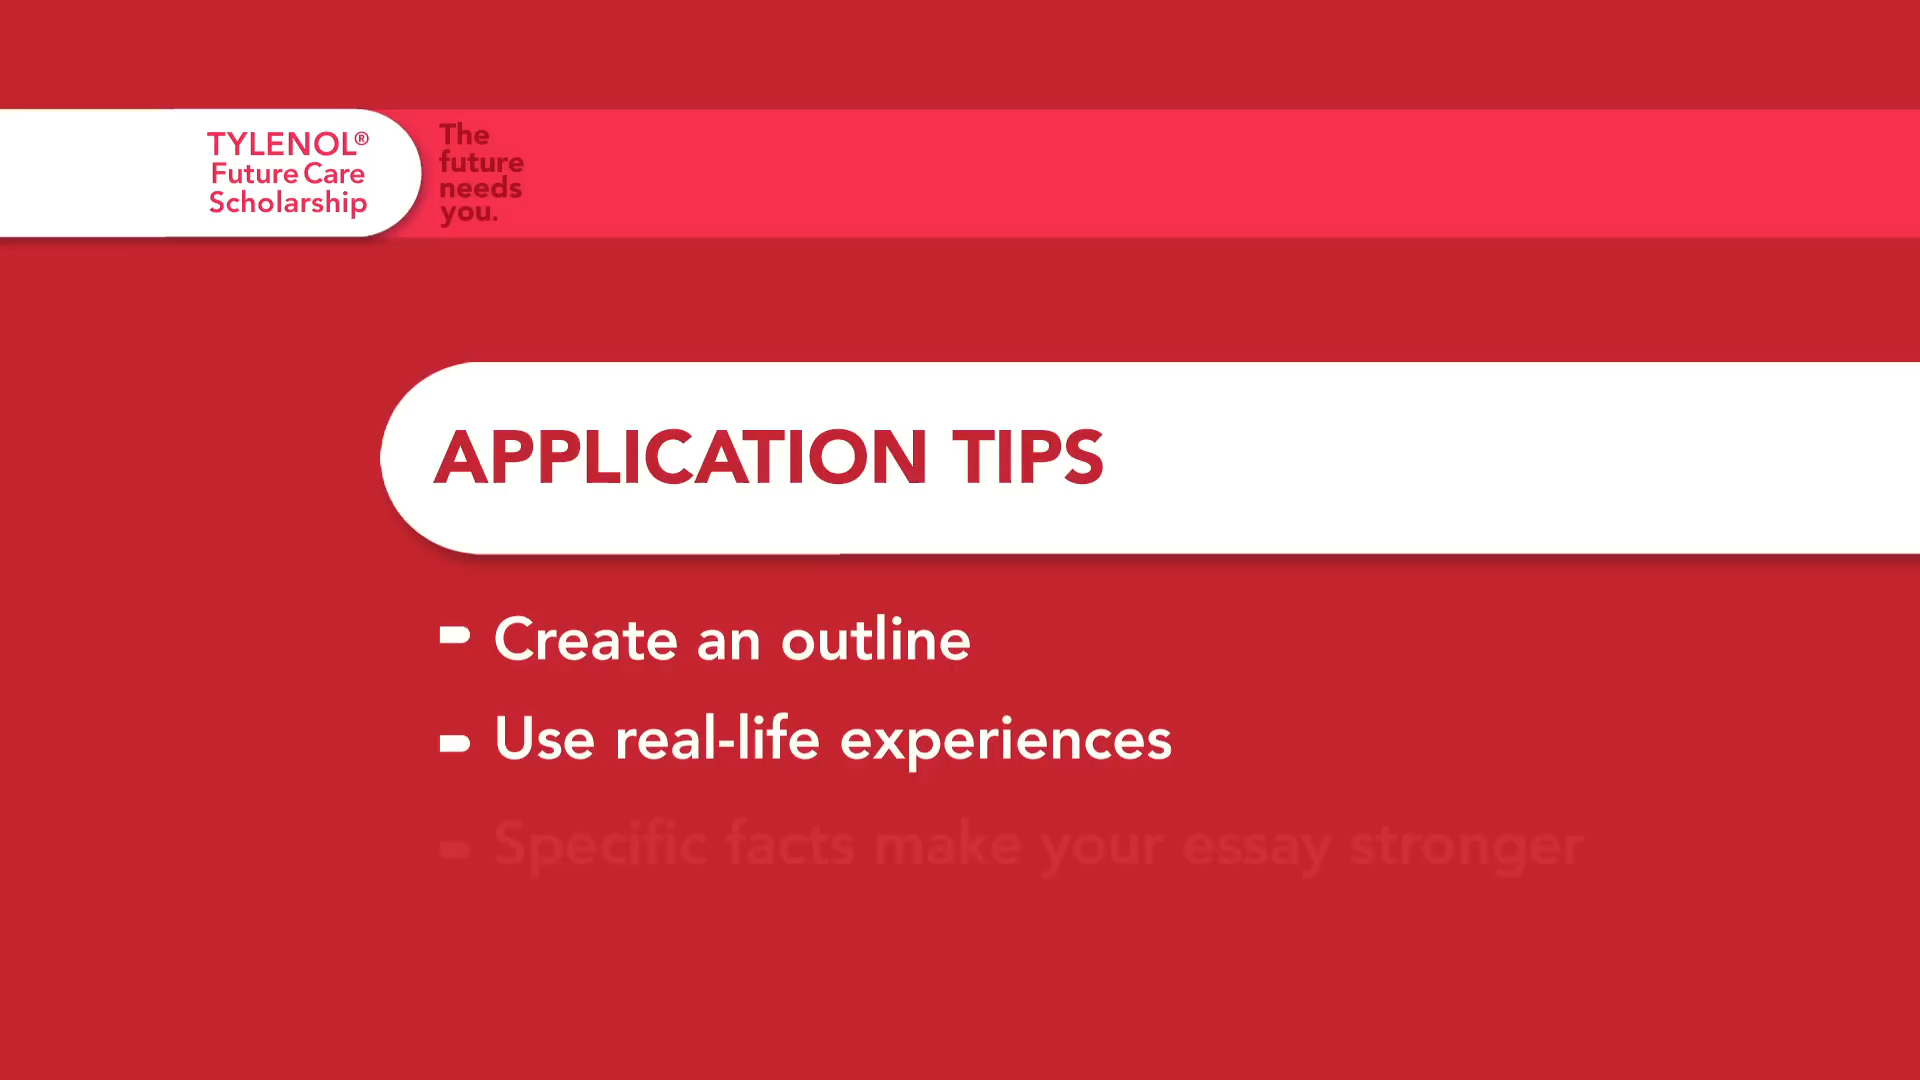 TYLENOL®
Future Care
Scholarship
The
future
needs
you.
APPLICATION TIPS
Create an outline
Use real-life experiences
Specific facts make your essay stronger